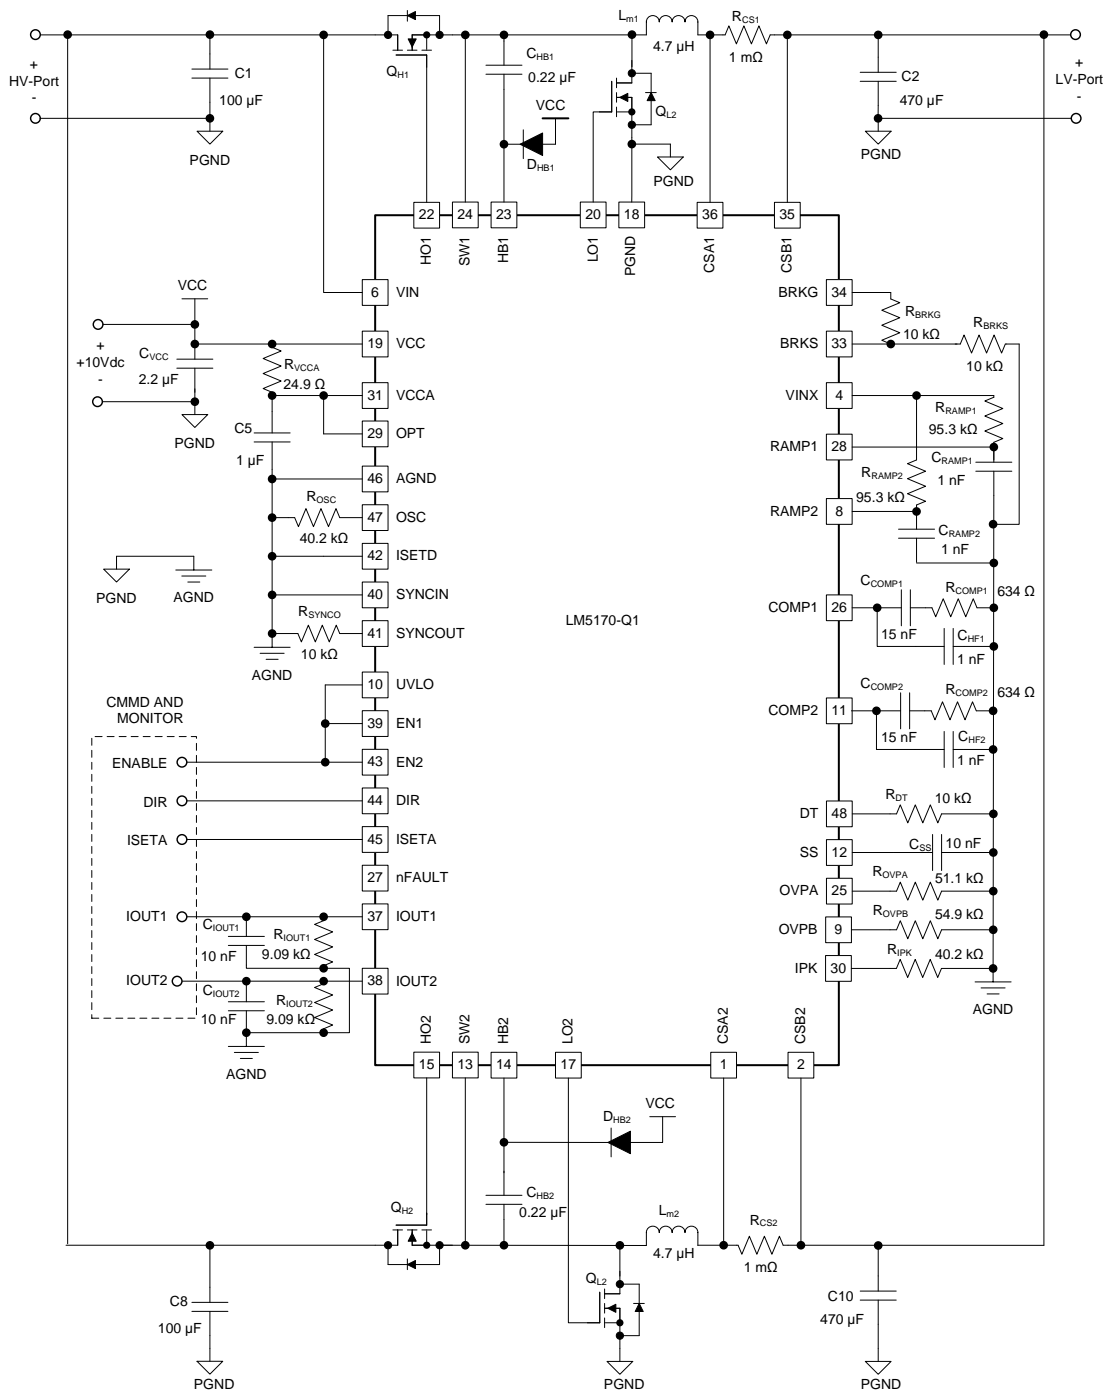 Lm1
4.7 µH
RCS1
1 mΩ
+
HV-Port
-
C1
100 µF
PGND
QH1
CHB1
0.22 µF
VCC
DHB1
QL2
PGND
C2
470 µF
PGND
+
LV-Port
-
22
24
23
20
18
36
35
HO1
SW1
HB1
LO1
PGND
CSA1
CSB1
VCC
+
+10Vdc
-
CVCC
2.2 µF
PGND
RVCCA
24.9 Ω
C5
1 µF
ROSC
40.2 kΩ
RSYNCO
10 kΩ
AGND
PGND
AGND
6 VIN
19 VCC
31 VCCA
29 OPT
46 AGND
47 OSC
42 ISETD
40 SYNCIN
41 SYNCOUT
10 UVLO
39 EN1
43 EN2
44 DIR
45 ISETA
27 nFAULT
37 IOUT1
38 IOUT2
LM5170-Q1
CMMD AND
MONITOR
ENABLE
DIR
ISETA
IOUT1
IOUT2
CIOUT1
10 nF
RIOUT1
9.09 kΩ
CIOUT2
10 nF
RIOUT2
9.09 kΩ
AGND
BRKG 34
BRKS 33
VINX 4
RAMP1 28
RAMP2 8
COMP1 26
COMP2 11
DT 48
SS 12
OVPA 25
OVPB 9
IPK 30
RBRKG
10 kΩ
RBRKS
10 kΩ
RRAMP1
95.3 kΩ
CRAMP1
1 nF
RRAMP2
95.3 kΩ
CRAMP2
1 nF
CCOMP1
15 nF
RCOMP1
634 Ω
CHF1
1 nF
CCOMP2
15 nF
RCOMP2
634 Ω
CHF2
1 nF
RDT
10 kΩ
CSS
10 nF
ROVPA
51.1 kΩ
ROVPB
54.9 kΩ
RIPK
40.2 kΩ
AGND
HO2
SW2
HB2
LO2
CSA2
CSB2
15
13
14
17
1
2
DHB2
VCC
CHB2
0.22 µF
QH2
Lm2
4.7 µH
RCS2
1 mΩ
QL2
C8
100 µF
PGND
PGND
C10
470 µF
PGND